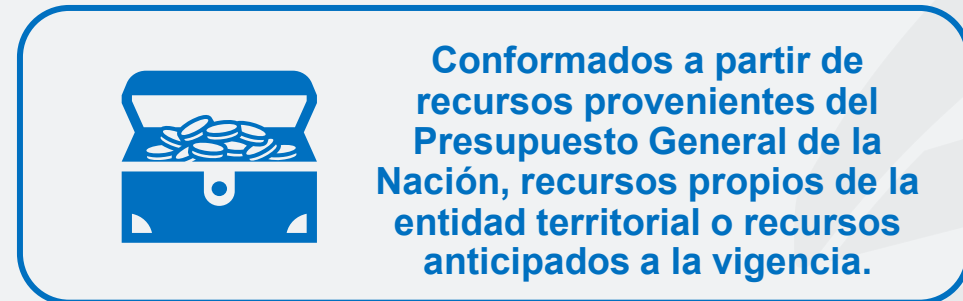 Conformados a partir de
recursos provenientes del
Presupuesto General de la
Nación, recursos propios de la
entidad territorial o recursos
anticipados a la vigencia.